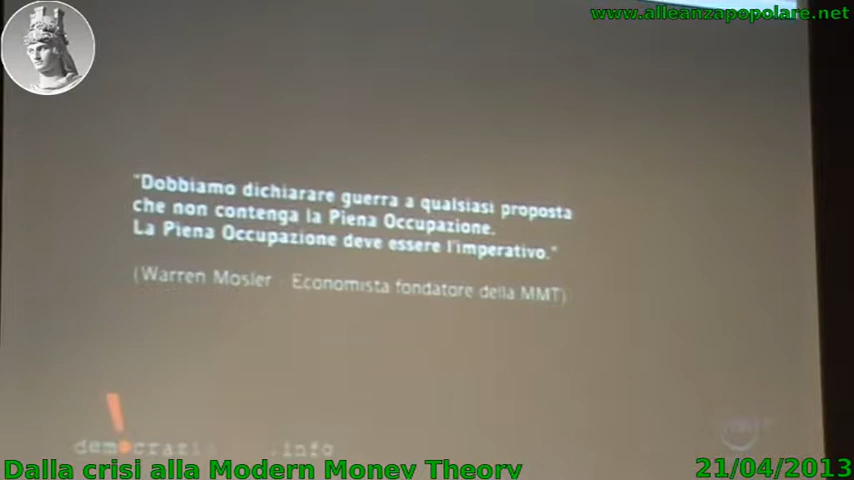 www.alleanzapopolare.net
"Dobbiamo dichiarare guerra a qualsiasi proposta
che non contenga la Piena Occupazione.
La Piena Occupazione deve essere l'imperativo."
(Warren Mosler Economista fondatore della MMT)
.info
Dalla crisi alla Modern Money Theory
21/04/2013